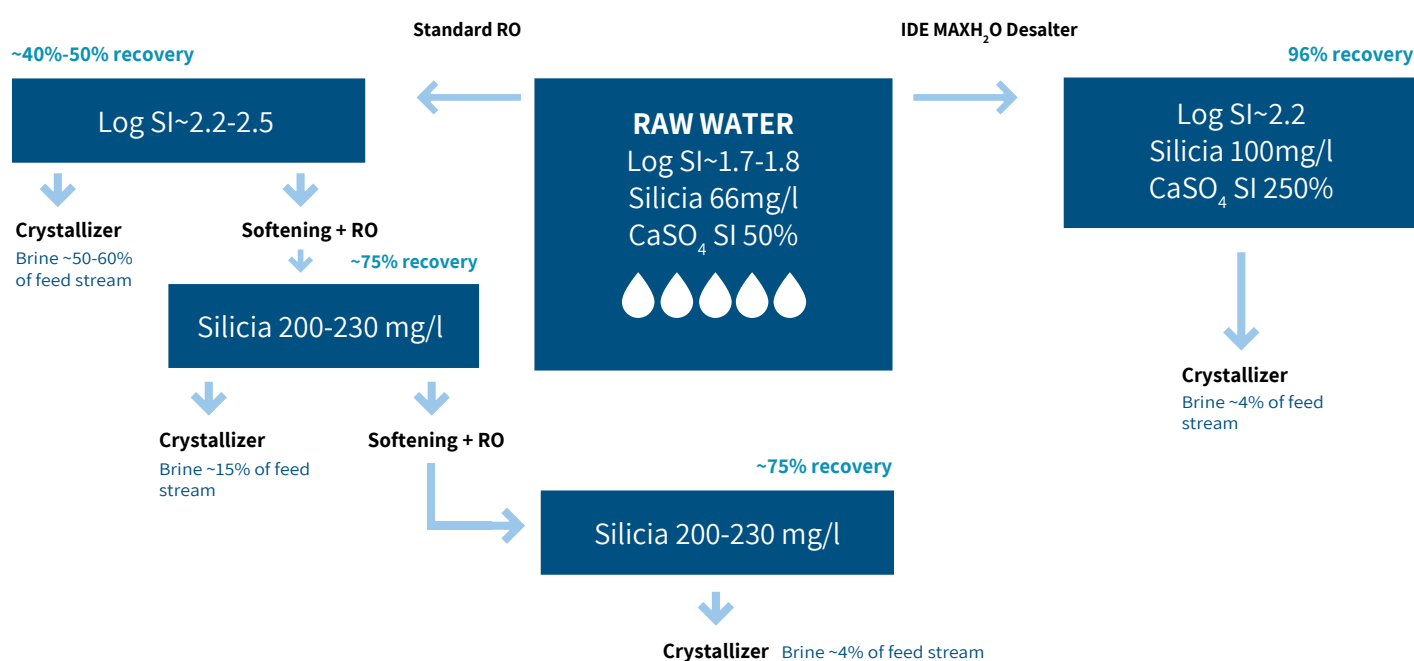 Standard RO
IDE MAXH₂O Desalter
~40%-50% recovery
96% recovery
Log SI~2.2-2.5
RAW WATER
Log SI~1.7-1.8
Silicia 66mg/l
CaSO₄ SI 50%
Log SI~2.2
Silicia 100mg/l
CaSO₄ SI 250%
Crystallizer
Brine ~50-60%
of feed stream
Softening + RO
~75% recovery
Silicia 200-230 mg/l
Crystallizer
Brine ~15% of feed
stream
Softening + RO
Crystallizer
Brine ~4% of feed
stream
~75% recovery
Silicia 200-230 mg/l
Crystallizer Brine ~4% of feed stream